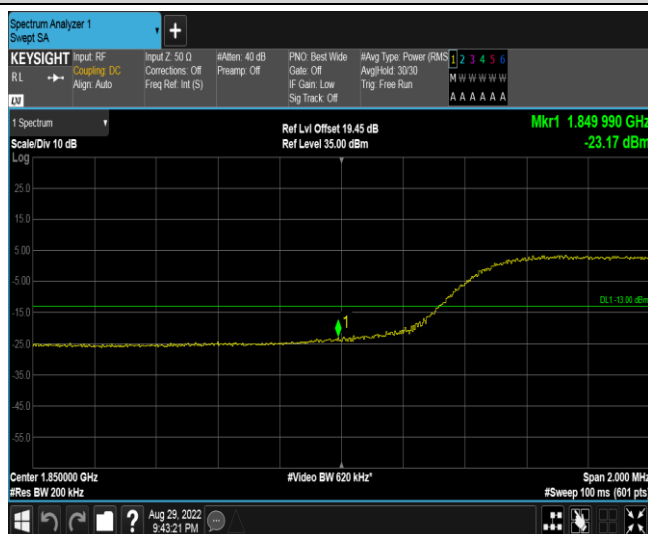 Spectrum Analyzer 1
Swept SA
+
KEYSIGHT
RL
LXI
Input: RF
Coupling: DC
Align: Auto
Input Z: 50 Ω
Corrections: Off
Freq Ref: Int (S)
#Atten: 40 dB
Preamp: Off
PNO: Best Wide
Gate: Off
IF Gain: Low
Sig Track: Off
#Avg Type: Power (RMS
Avg|Hold: 30/30
Trig: Free Run
1 2 3 4 5 6
M W W W W W
A A A A A A
1 Spectrum
Scale/Div 10 dB
Ref Lvl Offset 19.45 dB
Ref Level 35.00 dBm
Mkr1 1.849 990 GHz
-23.17 dBm
Log
25.0
15.0
5.00
-5.00
DL1 -13.00 dBm
-15.0
1
-25.0
-35.0
-45.0
-55.0
Center 1.850000 GHz
#Res BW 200 kHz
#Video BW 620 kHz*
Span 2.000 MHz
#Sweep 100 ms (601 pts)
?
Aug 29, 2022
9:43:21 PM